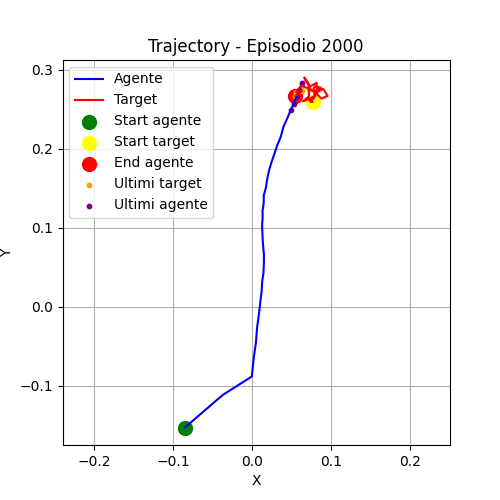 Trajectory - Episodio 2000
Agente
Target
Start agente
Start target
End agente
Ultimi target
Ultimi agente
0.3
0.2
0.1
0.0
−0.1
Y
−0.2
−0.1
0.0
0.1
0.2
X